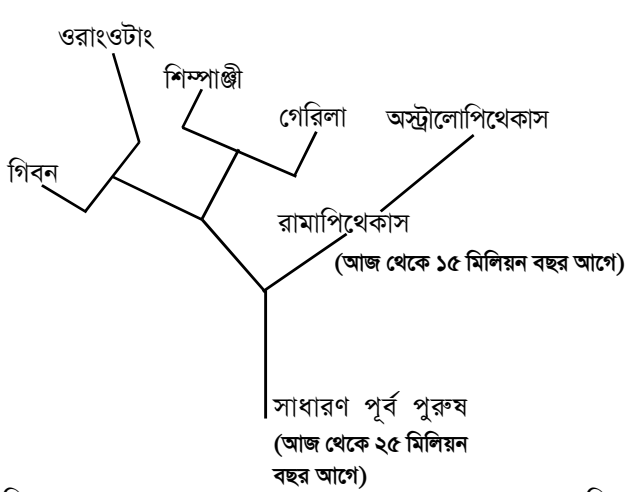 ওরাংওটাং
শিম্পাঞ্জী
গেরিলা
অস্ট্রালোপিথেকাস
গিবন
রামাপিথেকাস
(আজ থেকে ১৫ মিলিয়ন বছর আগে)
সাধারণ পূর্ব পুরুষ
(আজ থেকে ২৫ মিলিয়ন
বছর আগে)